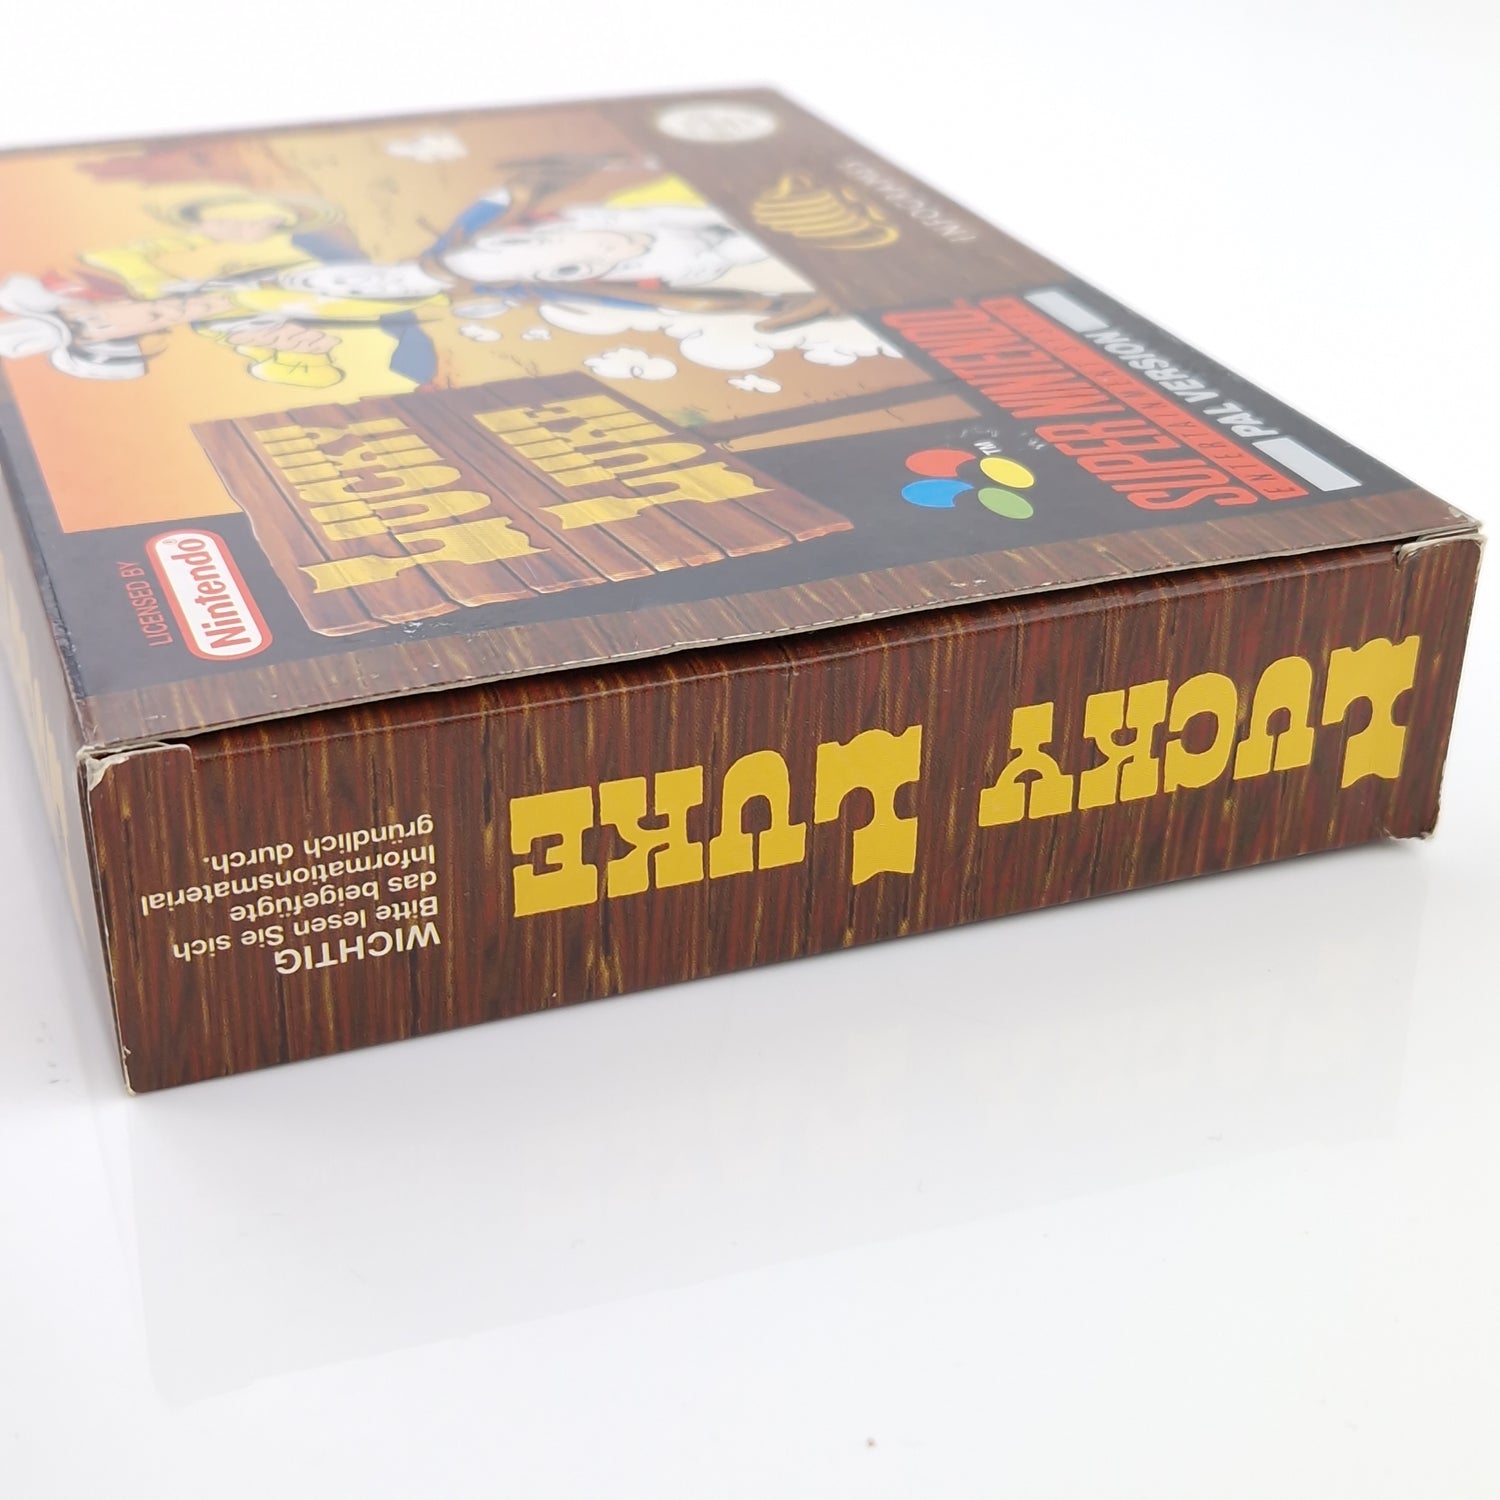 INFOGRAMES
SUPER NINTENDO
ENTERTAINMENT SYSTEM
PAL VERSION
TM
LUCKY
LUKE
LICENSED BY
Nintendo®
LUCKY LUKE
WICHTIG
Bitte lesen Sie sich
das beigefügte
Informationsmaterial
gründlich durch.